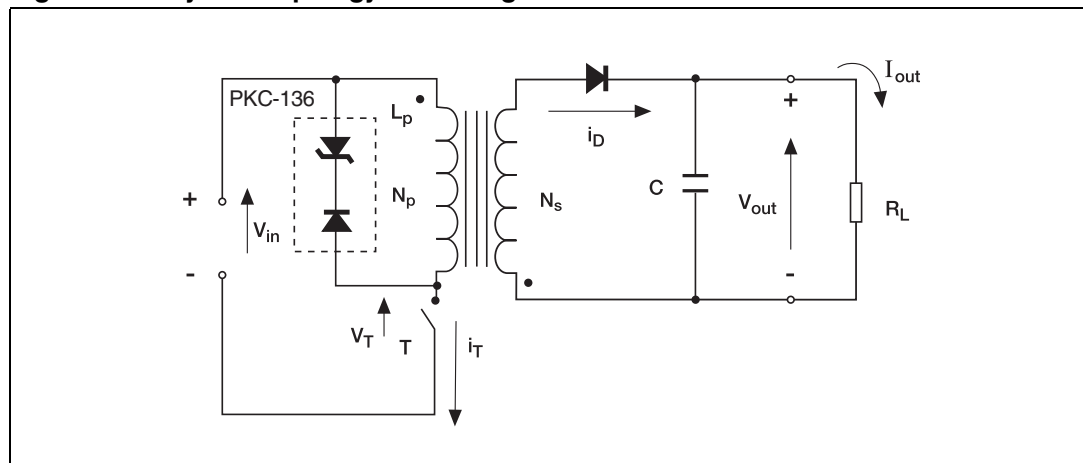 PKC-136
Lp
Np
Ns
iD
C
+
Vout
-
Iout
RL
+
Vin
-
VT
T
iT